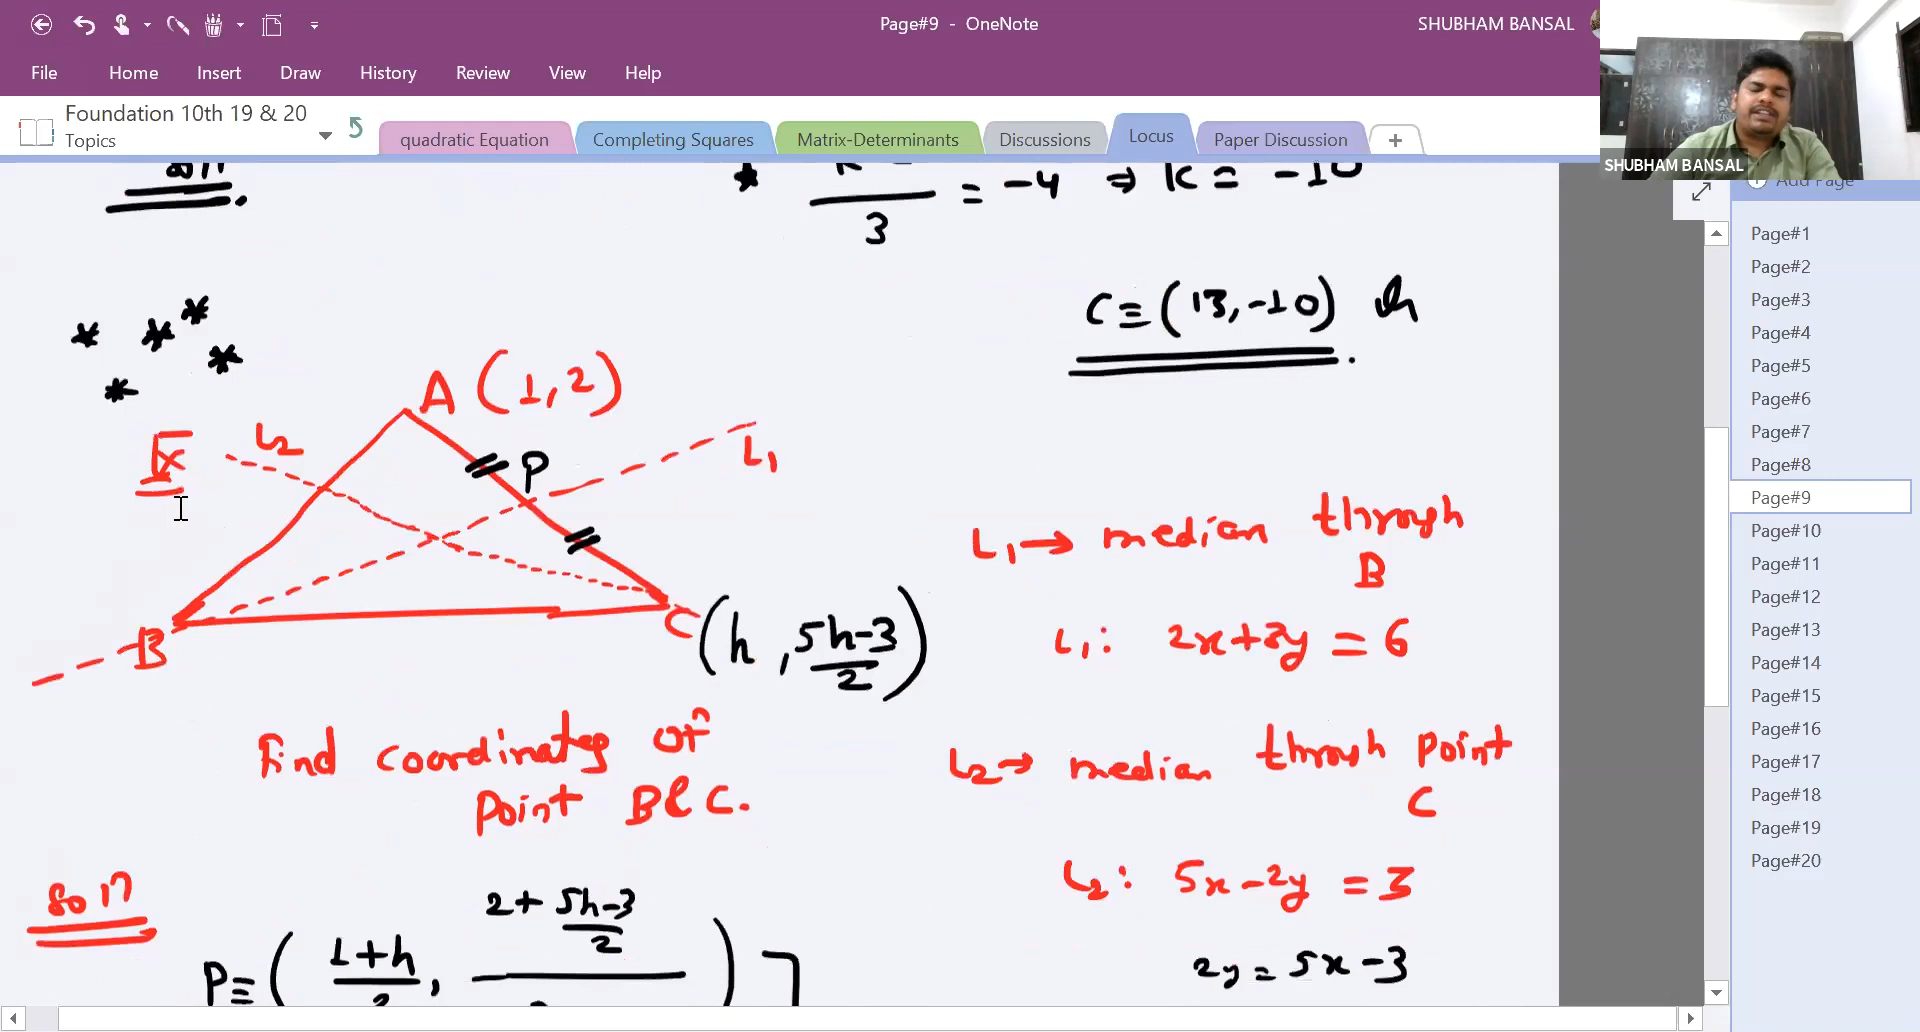 Page#9 - OneNote
SHUBHAM BANSAL
File Home Insert Draw History Review View Help
Foundation 10th 19 & 20
Topics
quadratic Equation
Completing Squares
Matrix-Determinants
Discussions
Locus
Paper Discussion
+
SHUBHAM BANSAL
Add Page
Page#1
Page#2
Page#3
Page#4
Page#5
Page#6
Page#7
Page#8
Page#9
Page#10
Page#11
Page#12
Page#13
Page#14
Page#15
Page#16
Page#17
Page#18
Page#19
Page#20
3 = -4 ⇒ k = -10
C ≡ (13, -10)
A (1, 2)
Ex
L2
P
L1
B
C (h, 5h-3/2)
L1 → median through
B
L1: 2x+3y = 6
Find coordinates of
point B & C.
L2 → median through point
C
L2: 5x-2y = 3
2y = 5x-3
Soln
P ≡ ( 1+h/2, 2+ 5h-3/2